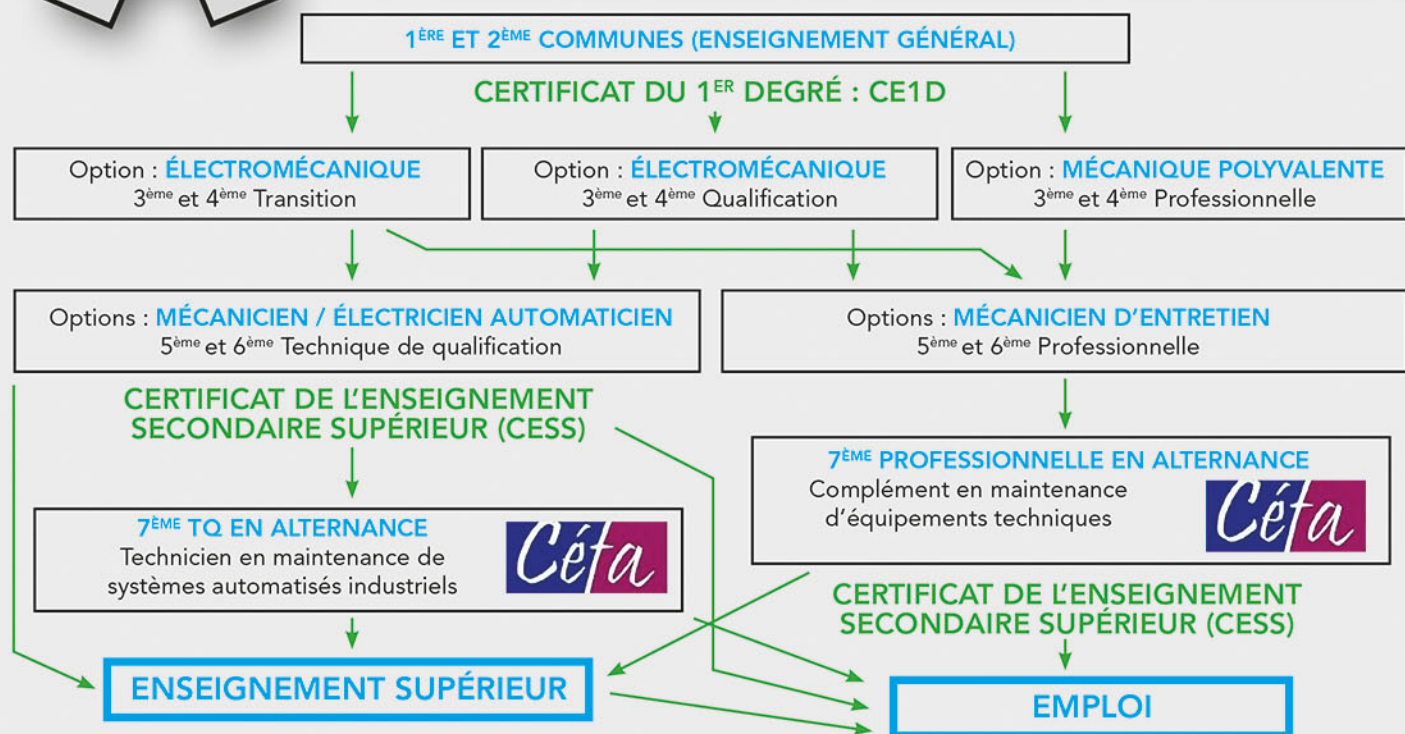 1ÈRE ET 2ÈME COMMUNES (ENSEIGNEMENT GÉNÉRAL)
CERTIFICAT DU 1ER DEGRÉ : CE1D
Option : ÉLECTROMÉCANIQUE
3ème et 4ème Transition
Option : ÉLECTROMÉCANIQUE
3ème et 4ème Qualification
Option : MÉCANIQUE POLYVALENTE
3ème et 4ème Professionnelle
Options : MÉCANICIEN / ÉLECTRICIEN AUTOMATICIEN
5ème et 6ème Technique de qualification
Options : MÉCANICIEN D'ENTRETIEN
5ème et 6ème Professionnelle
CERTIFICAT DE L'ENSEIGNEMENT
SECONDAIRE SUPÉRIEUR (CESS)
7ÈME PROFESSIONNELLE EN ALTERNANCE
Complément en maintenance
d'équipements techniques
Céfa
7ÈME TQ EN ALTERNANCE
Technicien en maintenance de
systèmes automatisés industriels
Céfa
CERTIFICAT DE L'ENSEIGNEMENT
SECONDAIRE SUPÉRIEUR (CESS)
ENSEIGNEMENT SUPÉRIEUR
EMPLOI